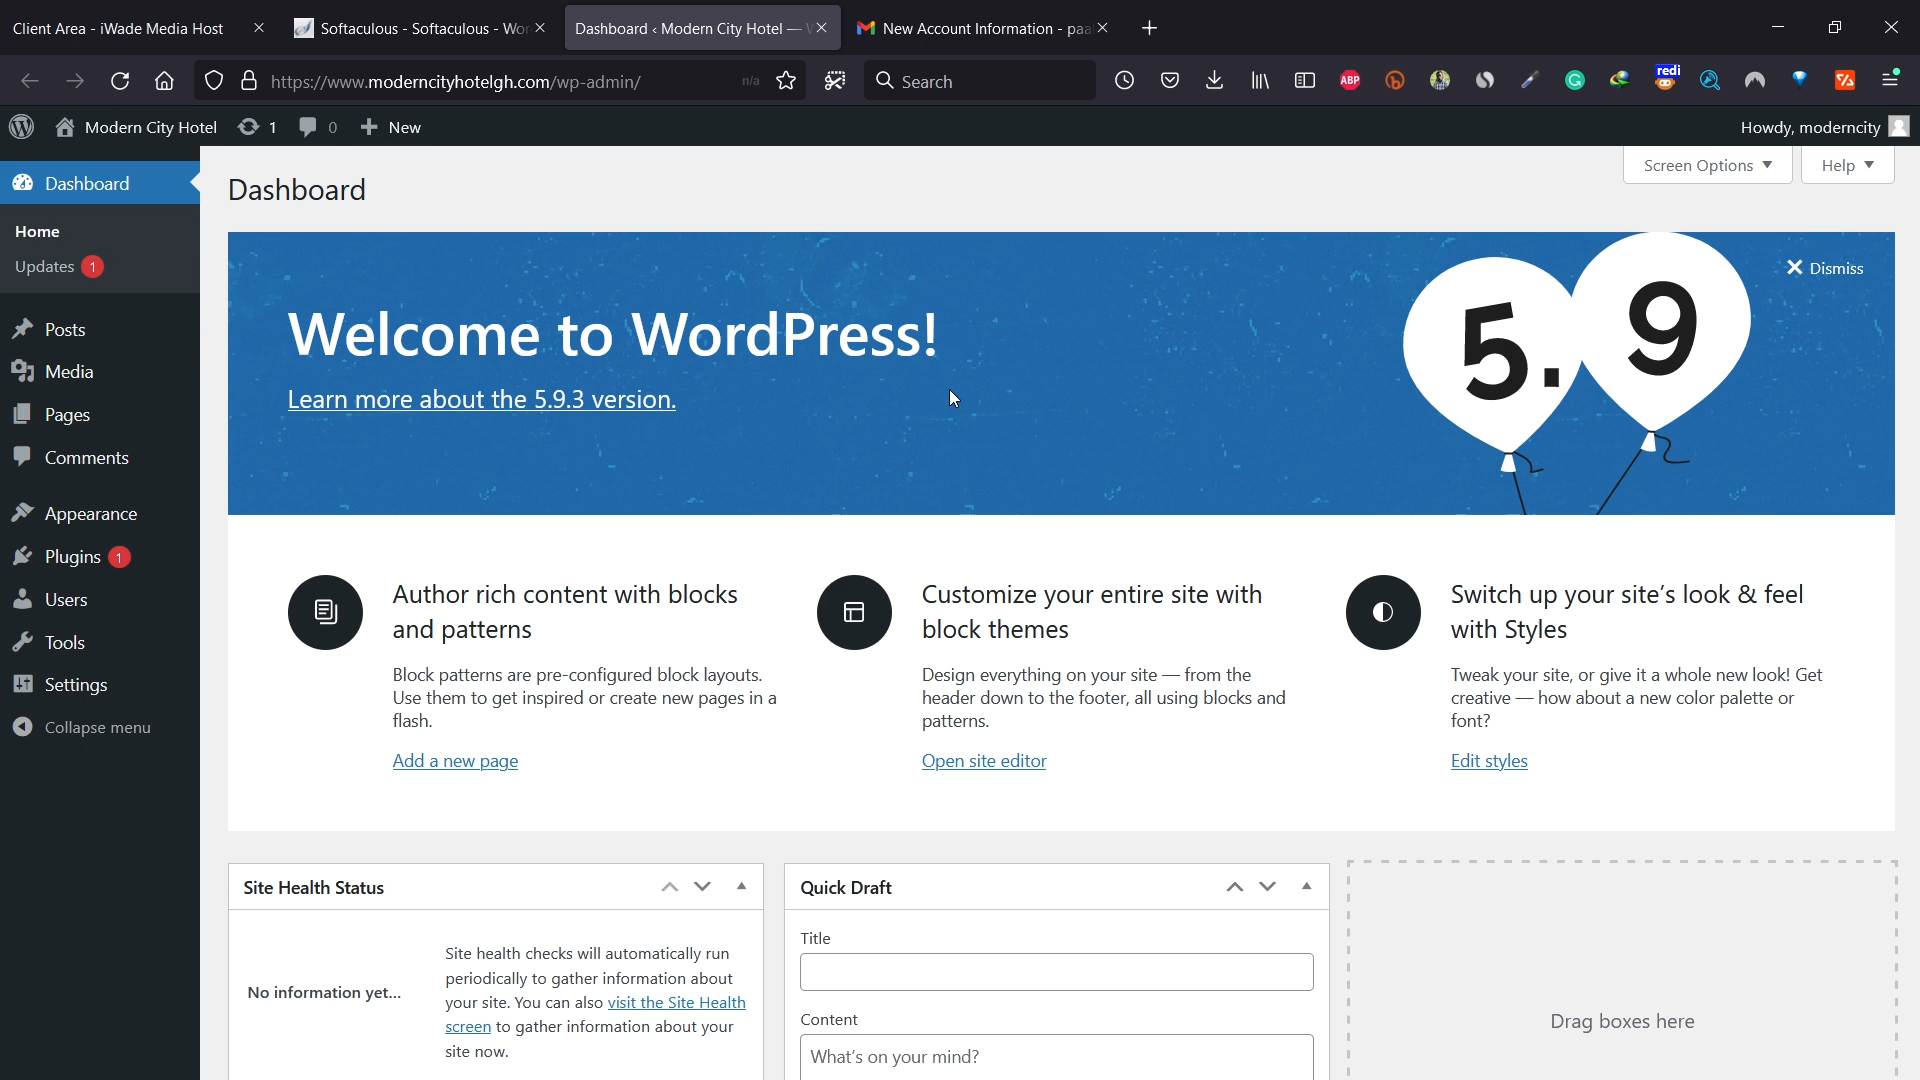 Client Area - iWade Media Host
Softaculous - Softaculous - Wor
Dashboard ‹ Modern City Hotel —
New Account Information - paa
https://www.moderncityhotelgh.com/wp-admin/
n/a
Search
ABP
redi
Modern City Hotel
1
0
New
Howdy, moderncity
Dashboard
Home
Updates 1
Posts
Media
Pages
Comments
Appearance
Plugins 1
Users
Tools
Settings
Collapse menu
Dashboard
Screen Options
Help
Welcome to WordPress!
Learn more about the 5.9.3 version.
5.9
Dismiss
Author rich content with blocks
and patterns
Block patterns are pre-configured block layouts.
Use them to get inspired or create new pages in a
flash.
Add a new page
Customize your entire site with
block themes
Design everything on your site — from the
header down to the footer, all using blocks and
patterns.
Open site editor
Switch up your site's look & feel
with Styles
Tweak your site, or give it a whole new look! Get
creative — how about a new color palette or
font?
Edit styles
Site Health Status
No information yet...
Site health checks will automatically run
periodically to gather information about
your site. You can also visit the Site Health
screen to gather information about your
site now.
Quick Draft
Title
Content
What's on your mind?
Drag boxes here